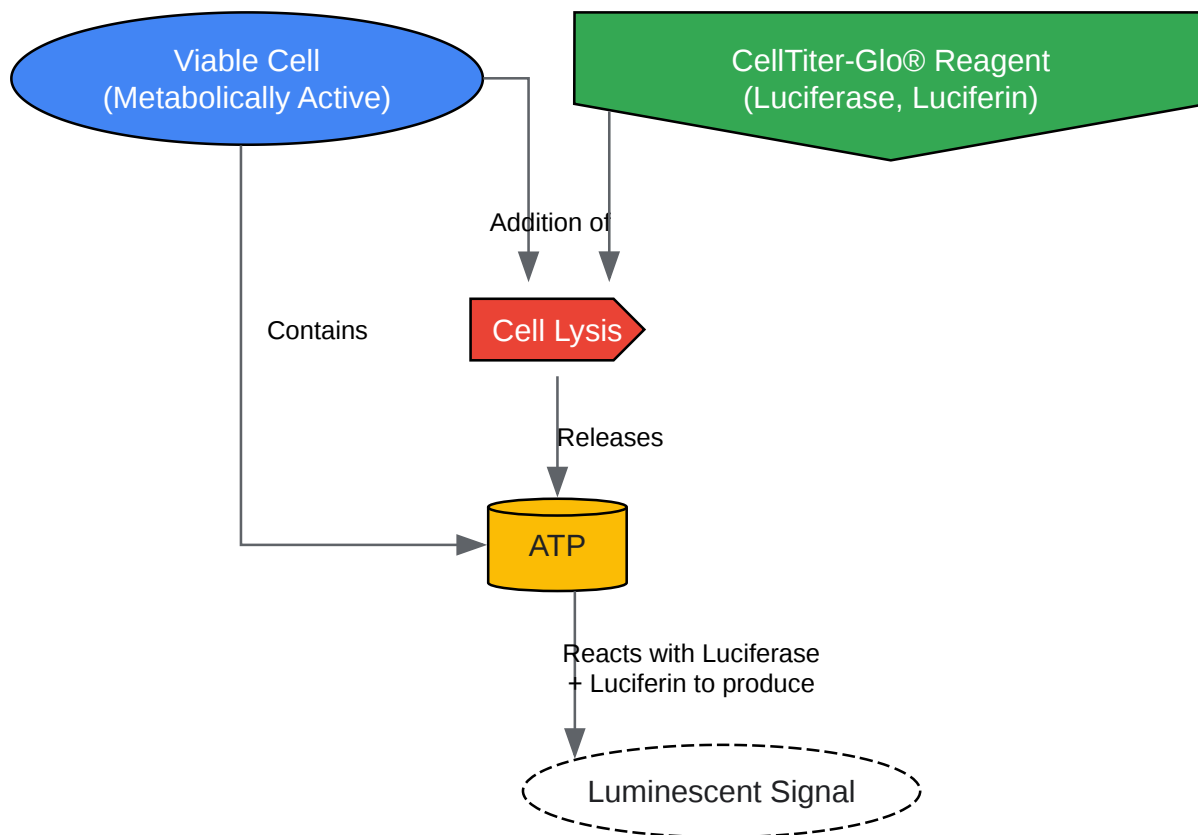 Viable Cell
(Metabolically Active)
CellTiter-Glo® Reagent
(Luciferase, Luciferin)
Addition of
Contains
Cell Lysis
Releases
ATP
Reacts with Luciferase
+ Luciferin to produce
Luminescent Signal